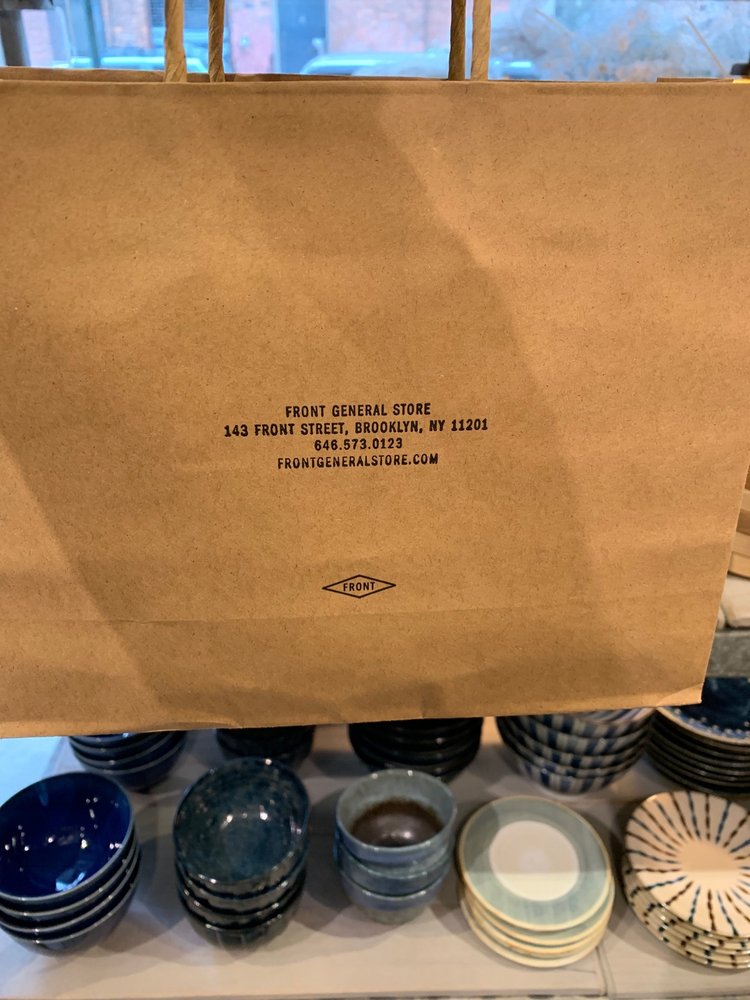 FRONT GENERAL STORE
143 FRONT STREET, BROOKLYN, NY 11201
646.573.0123
FRONTGENERALSTORE.COM
FRONT